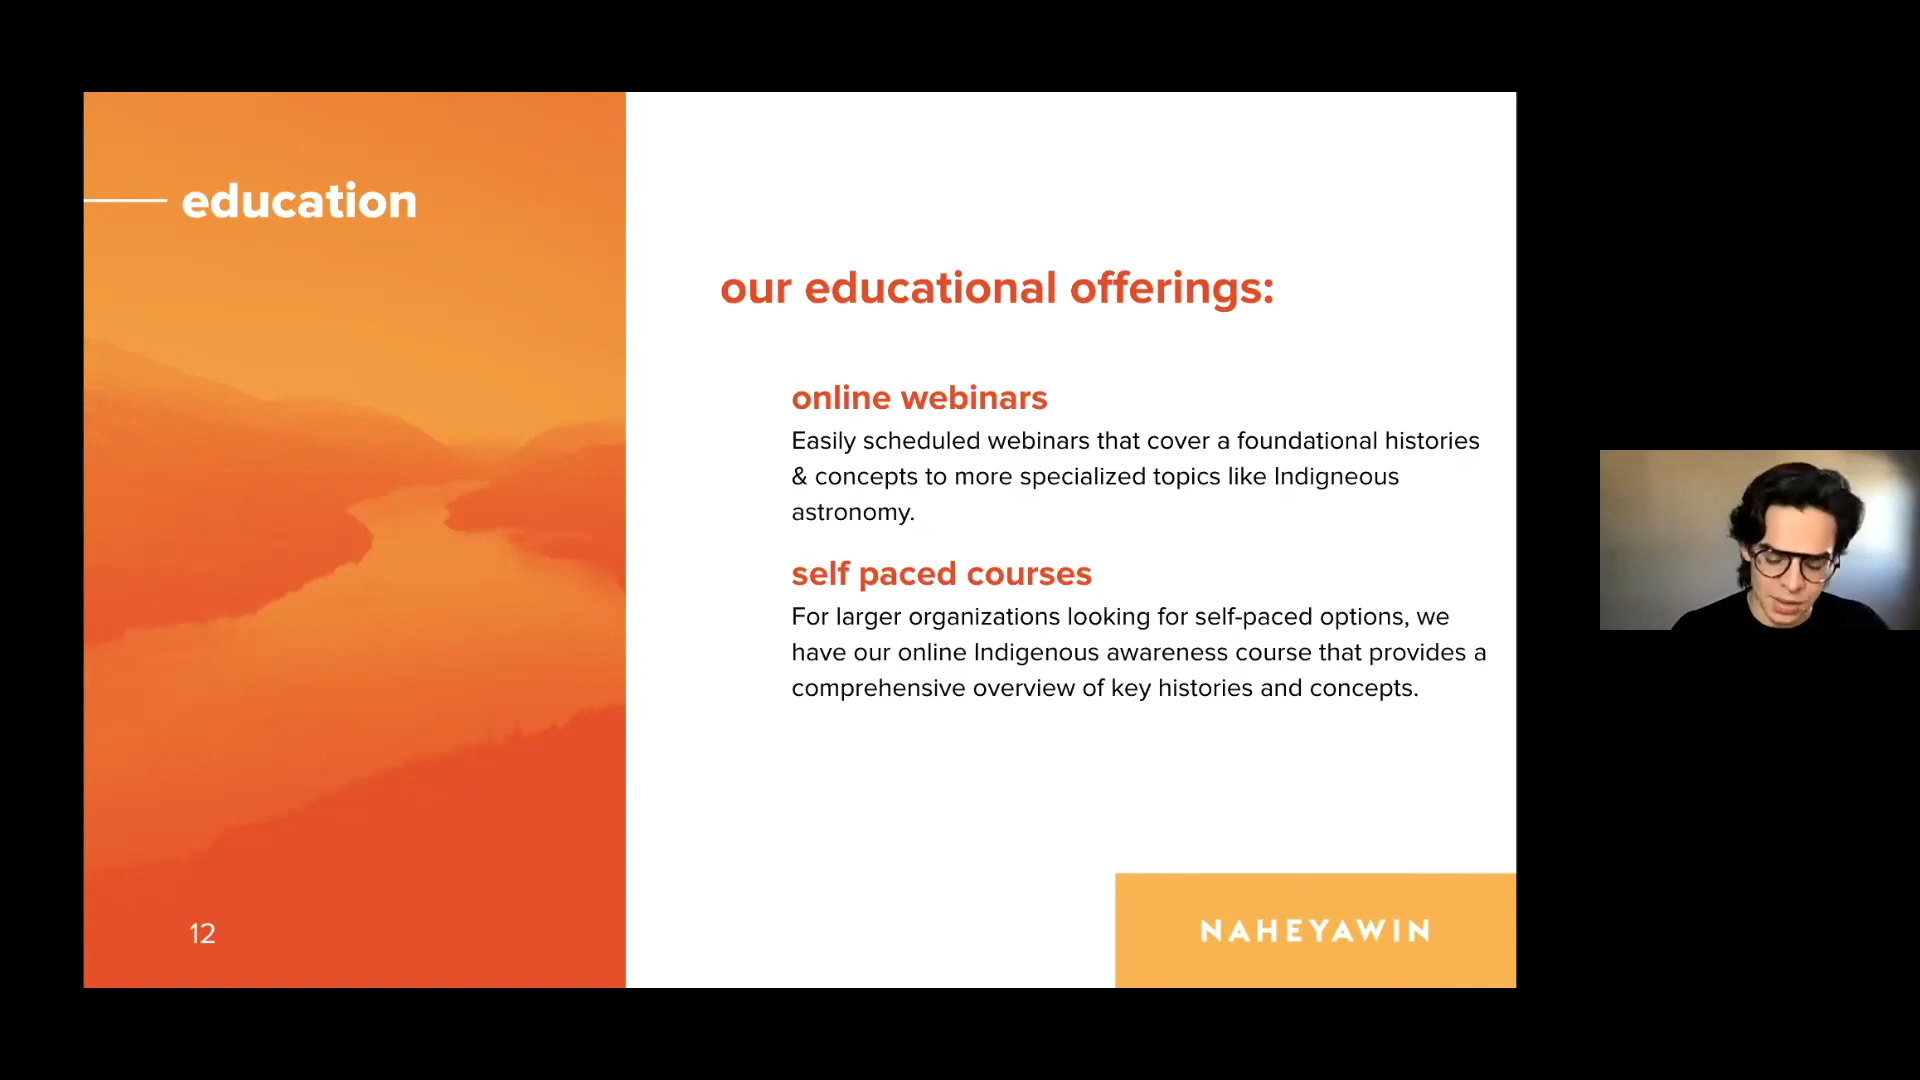 education
our educational offerings:
online webinars
Easily scheduled webinars that cover a foundational histories
& concepts to more specialized topics like Indigneous
astronomy.
self paced courses
For larger organizations looking for self-paced options, we
have our online Indigenous awareness course that provides a
comprehensive overview of key histories and concepts.
12
NAHEYAWIN